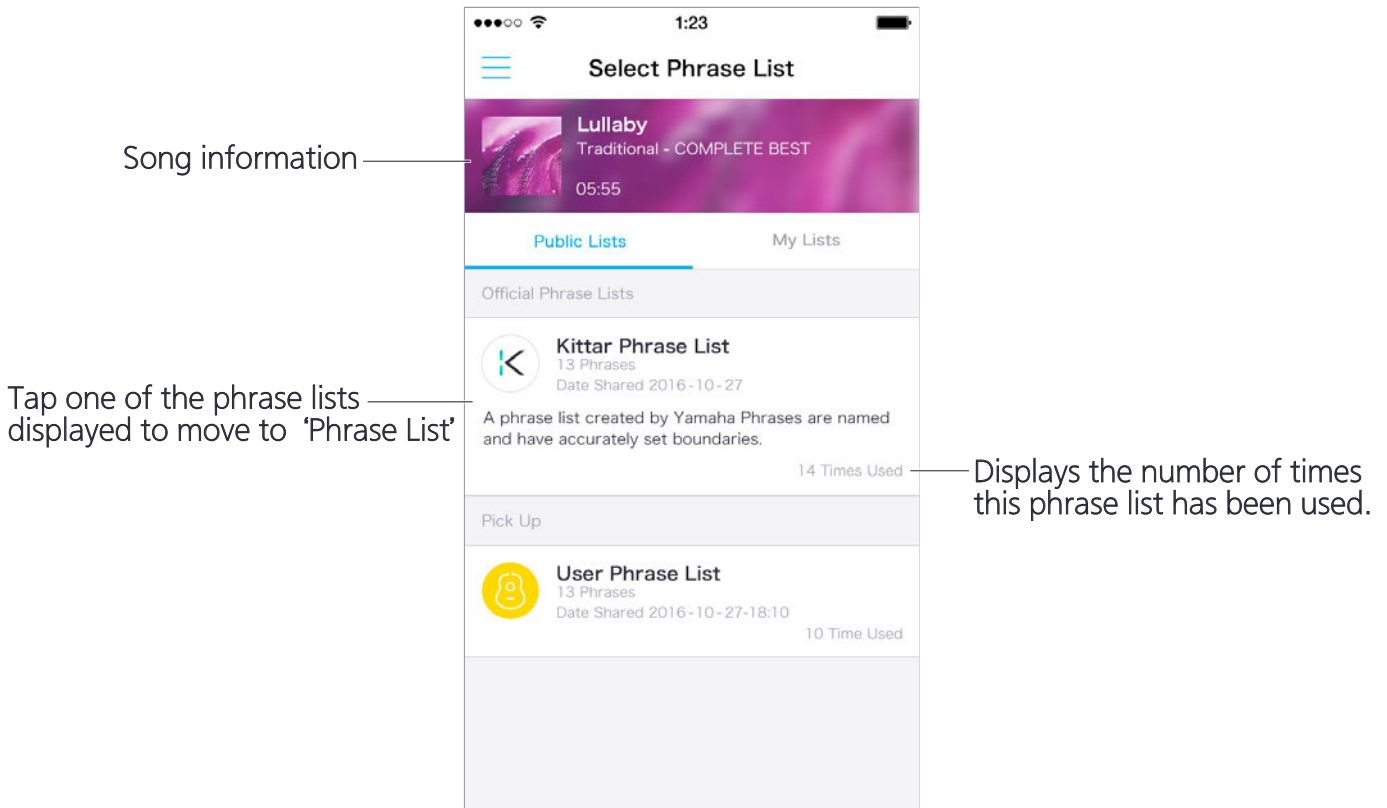 1:23
Select Phrase List
Lullaby
Traditional - COMPLETE BEST
05:55
Song information
Public Lists
My Lists
Official Phrase Lists
Kittar Phrase List
13 Phrases
Date Shared 2016-10-27
Tap one of the phrase lists
displayed to move to ‘Phrase List’
A phrase list created by Yamaha Phrases are named
and have accurately set boundaries.
14 Times Used
Displays the number of times
this phrase list has been used.
Pick Up
User Phrase List
13 Phrases
Date Shared 2016-10-27-18:10
10 Time Used